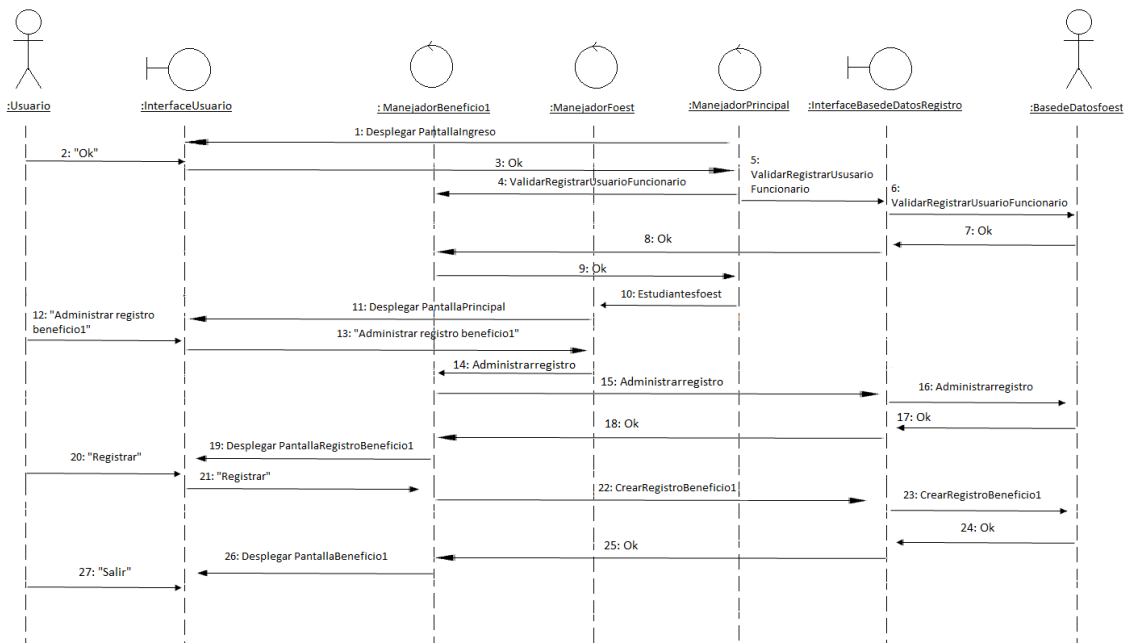 :Usuario
:InterfaceUsuario
: ManejadorBeneficio1
:ManejadorFoest
:ManejadorPrincipal
:InterfaceBasedeDatosRegistro
:BasedeDatosfoest
1: Desplegar PantallaIngreso
2: "Ok"
3: Ok
4: ValidarRegistrarUsuarioFuncionario
5:
ValidarRegistrarUsusario
Funcionario
6:
ValidarRegistrarUsuarioFuncionario
7: Ok
8: Ok
9: Ok
10: Estudiantesfoest
11: Desplegar PantallaPrincipal
12: "Administrar registro
beneficio1"
13: "Administrar registro beneficio1"
14: Administrarregistro
15: Administrarregistro
16: Administrarregistro
17: Ok
18: Ok
19: Desplegar PantallaRegistroBeneficio1
20: "Registrar"
21: "Registrar"
22: CrearRegistroBeneficio1
23: CrearRegistroBeneficio1
24: Ok
25: Ok
26: Desplegar PantallaBeneficio1
27: "Salir"